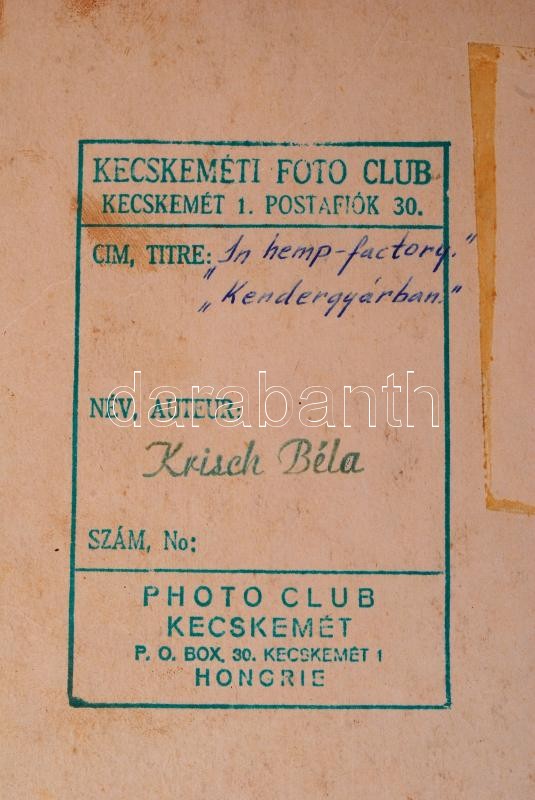 KECSKEMÉTI FOTO CLUB
KECSKEMÉT 1. POSTAFIÓK 30.
CIM, TITRE: „In hemp-factory.”
„Kendergyárban.”
darabanth
NÉV, AUTEUR:
Krisch Béla
SZÁM, No:
PHOTO CLUB
KECSKEMÉT
P. O. BOX. 30. KECSKEMÉT 1
HONGRIE